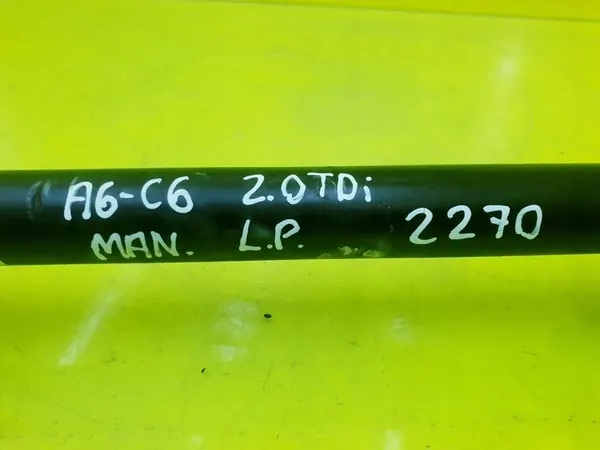 A6-C6 2.0TDi
MAN. L.P. 2270